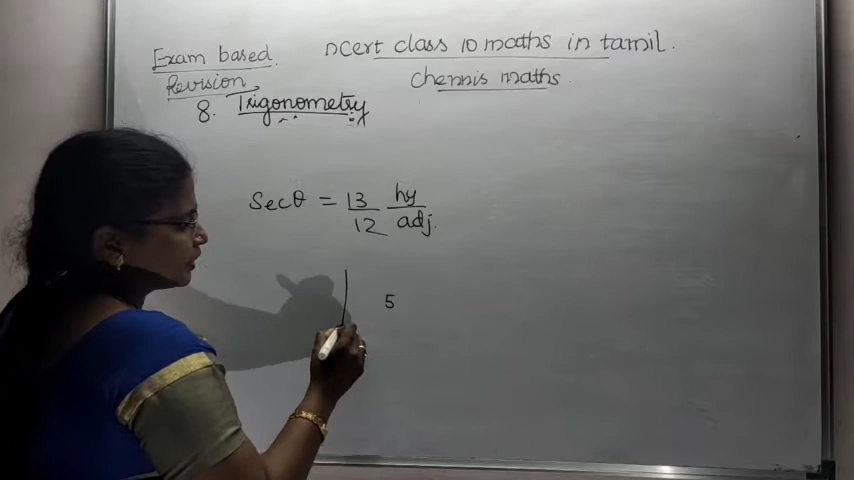 Exam based
Revision
ncert class 10 maths in tamil.
chennis maths
8. Trigonometry
Secθ = 13/12 hy/adj.
5